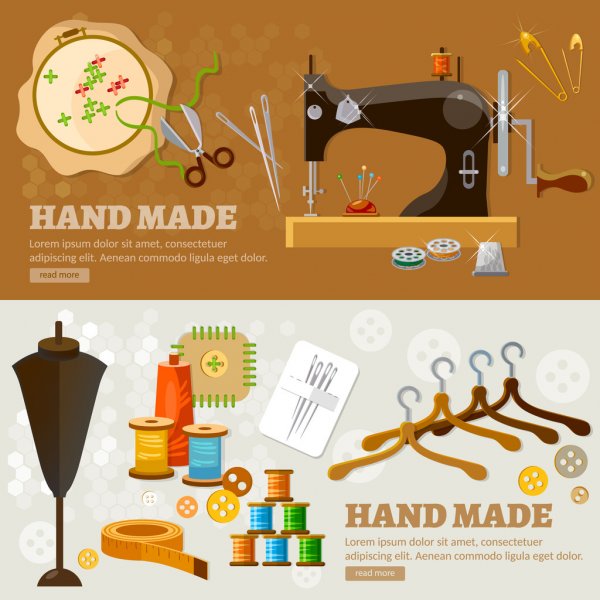 HAND MADE
Lorem ipsum dolor sit amet, consectetuer
adipiscing elit. Aenean commodo ligula eget dolor.
read more
HAND MADE
Lorem ipsum dolor sit amet, consectetuer
adipiscing elit. Aenean commodo ligula eget dolor.
read more